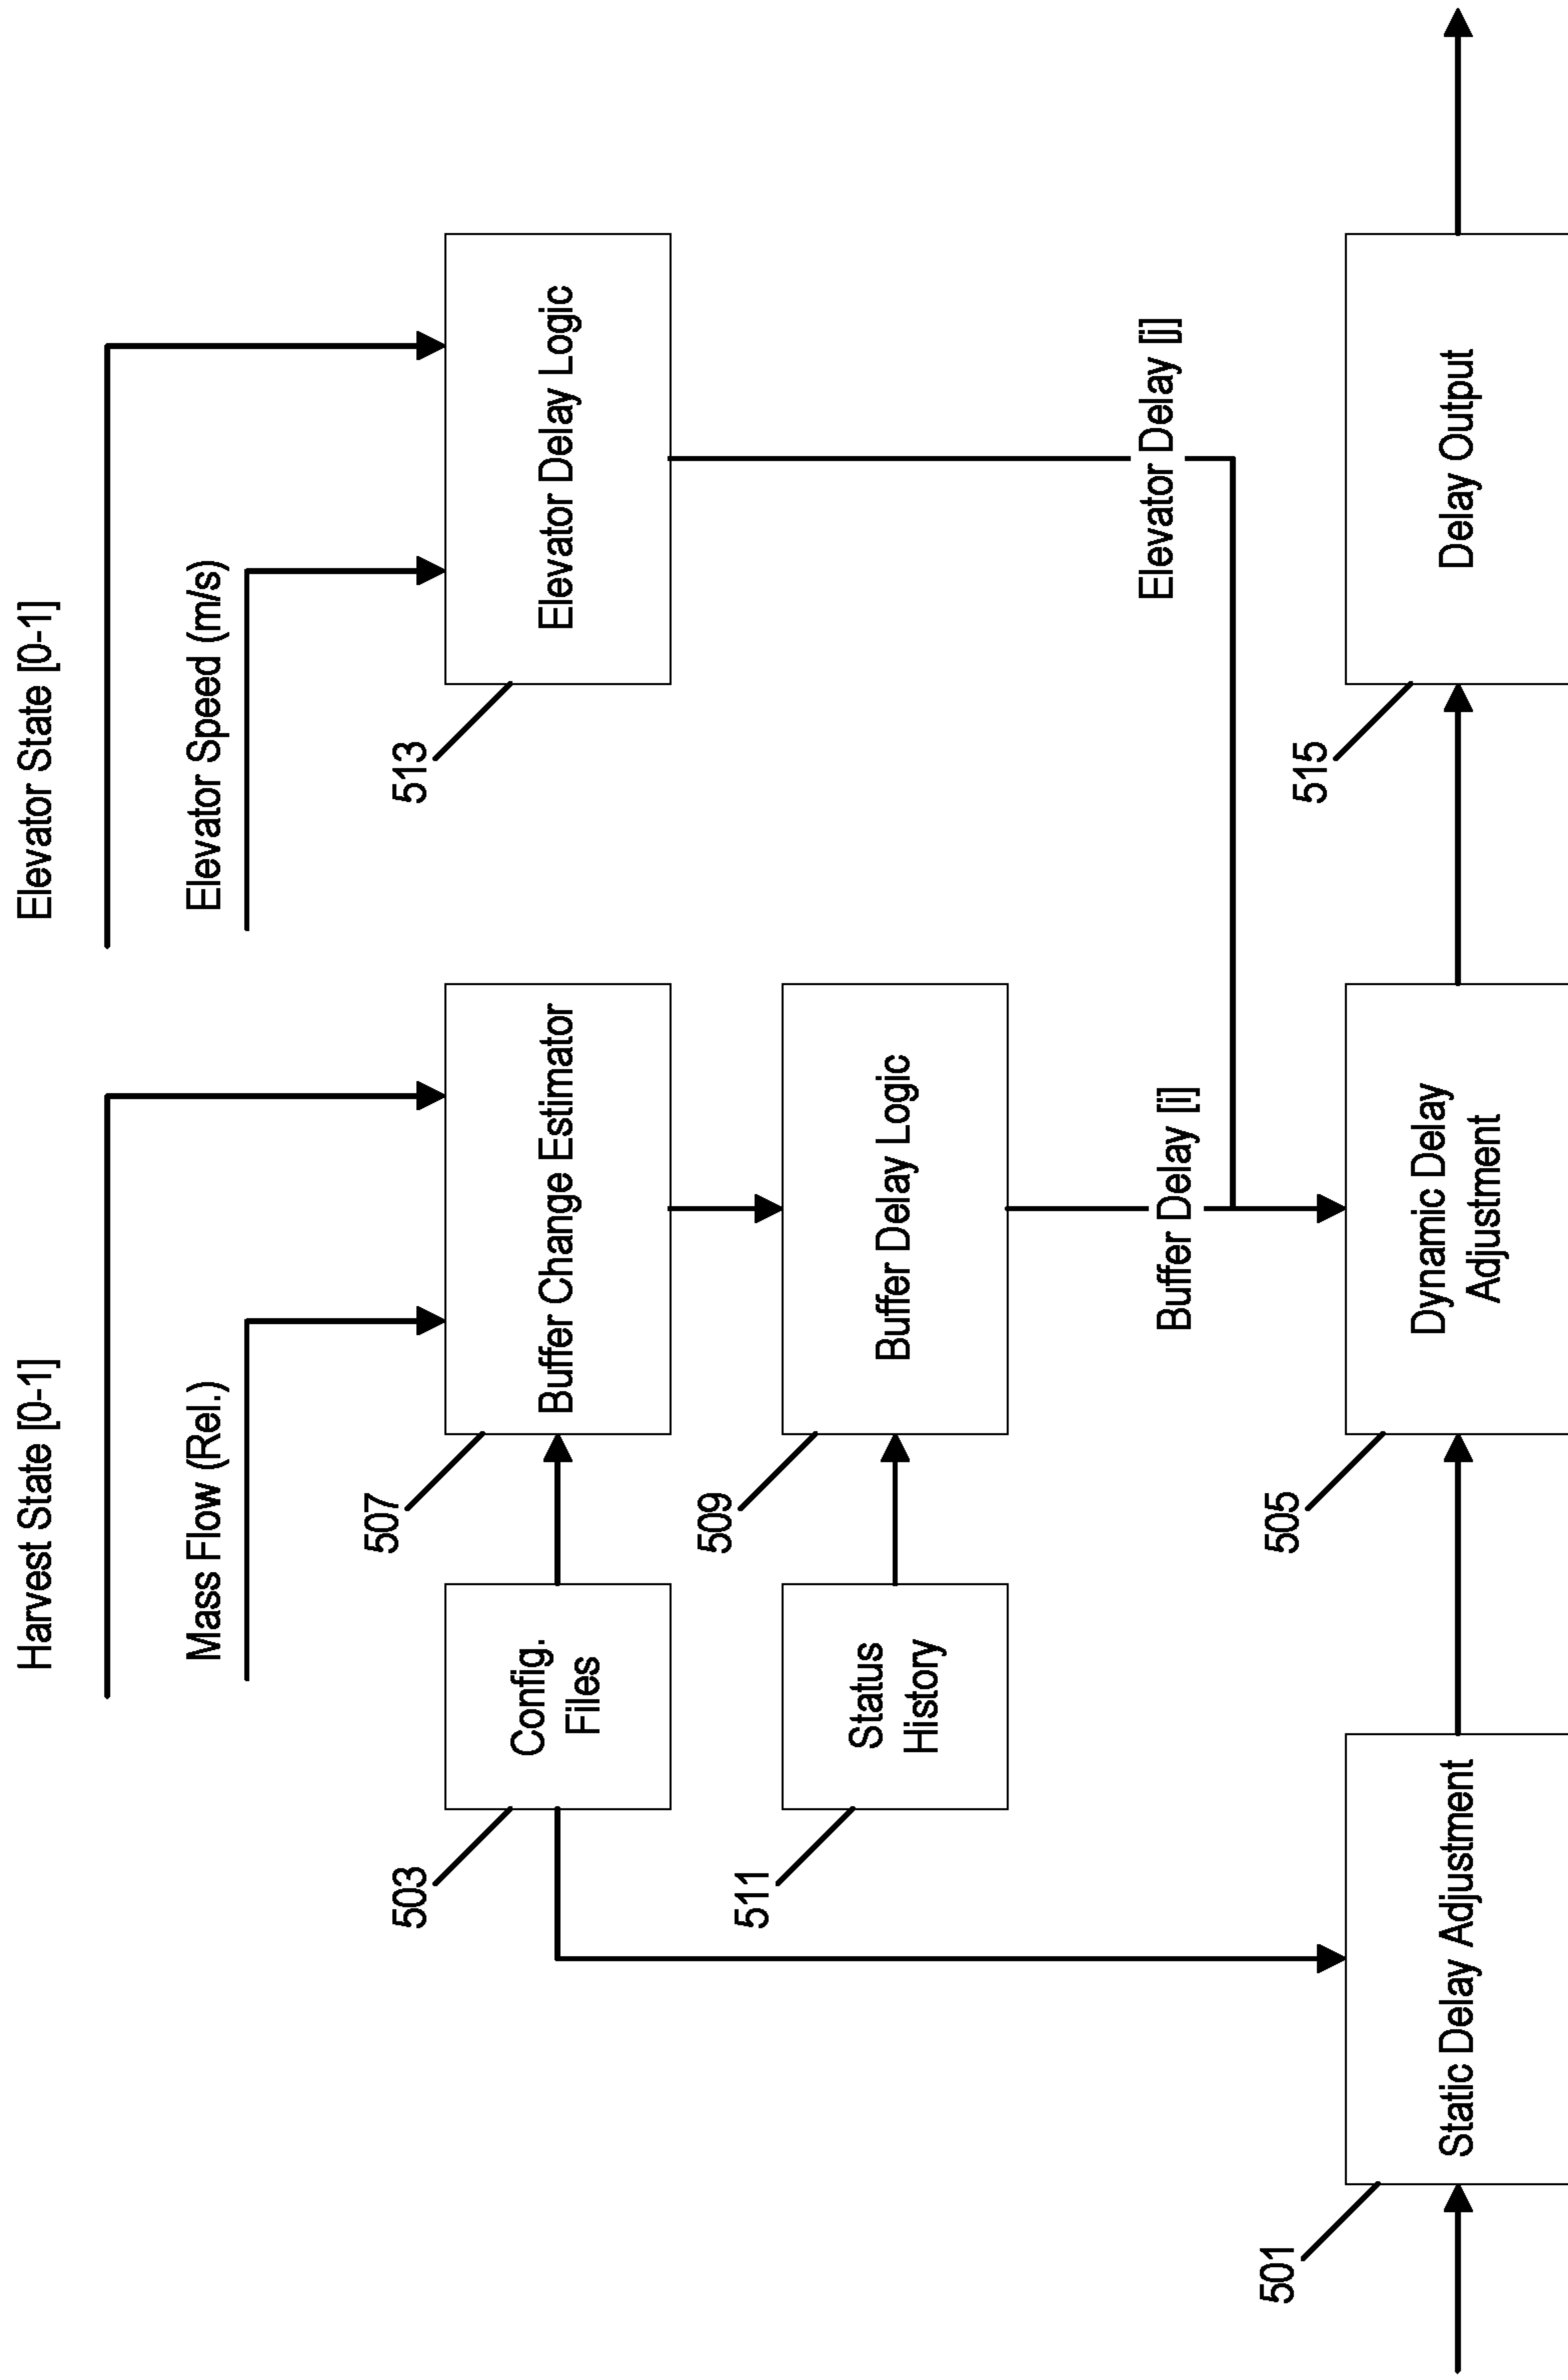 Harvest State [0-1]
Elevator State [0-1]
Mass Flow (Rel.)
Elevator Speed (m/s)
507
513
503
Config.
Files
Buffer Change Estimator
Elevator Delay Logic
509
511
Status
History
Buffer Delay Logic
Buffer Delay [i]
Elevator Delay [j]
501
505
515
Static Delay Adjustment
Dynamic Delay
Adjustment
Delay Output